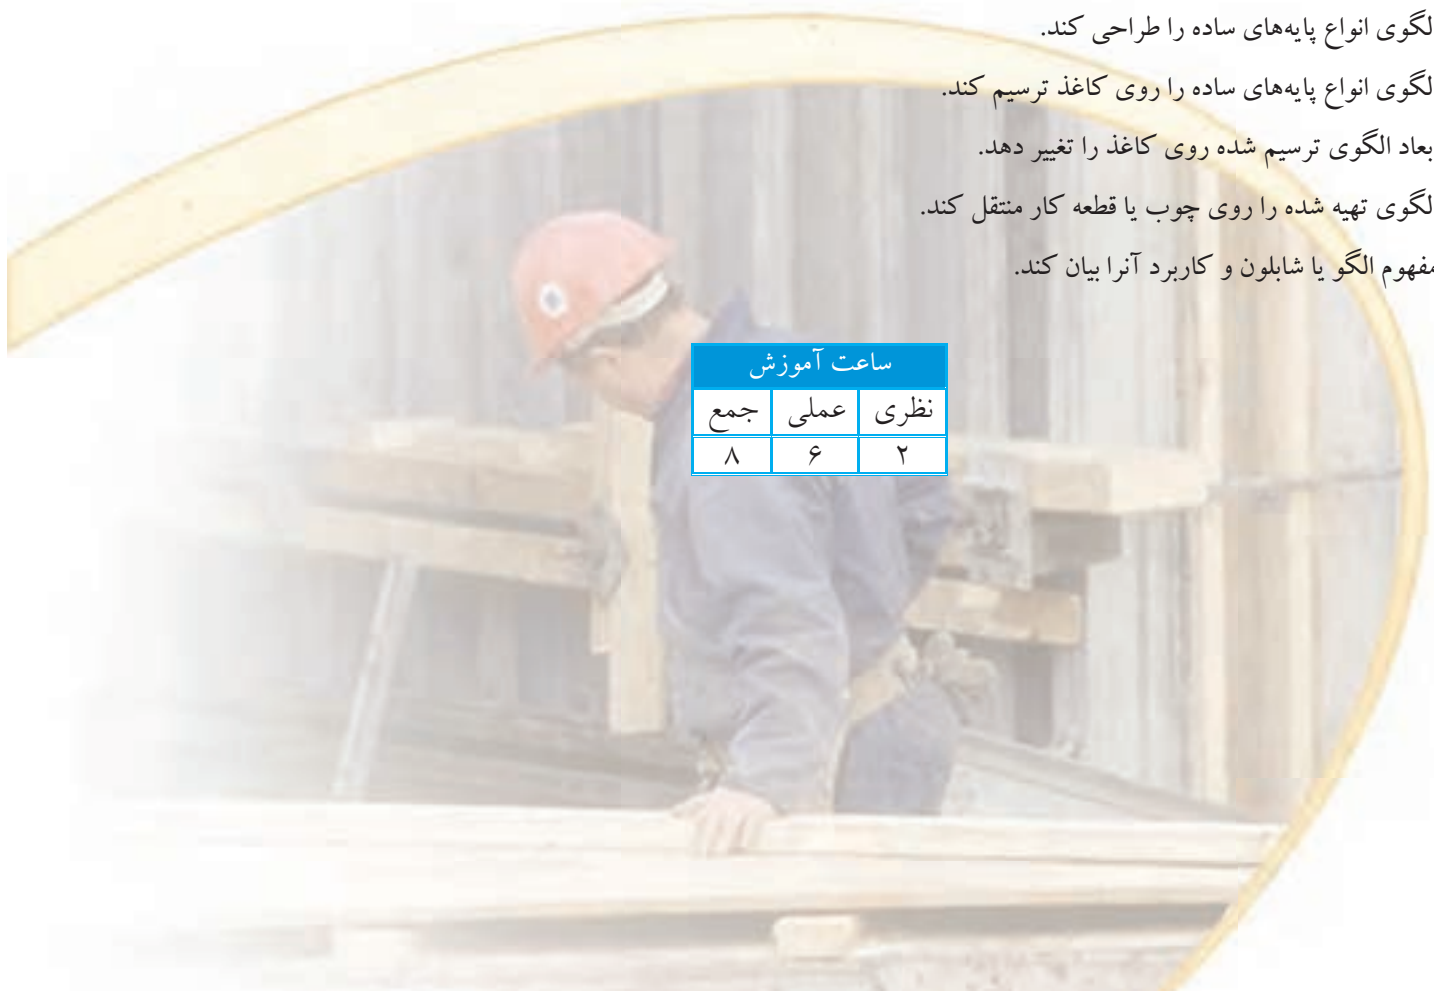 لگوی انواع پایه‌های ساده را طراحی کند.
لگوی انواع پایه‌های ساده را روی کاغذ ترسیم کند.
بعاد الگوی ترسیم شده روی کاغذ را تغییر دهد.
لگوی تهیه شده را روی چوب یا قطعه کار منتقل کند.
مفهوم الگو یا شابلون و کاربرد آنرا بیان کند.
ساعت آموزش
نظری عملی جمع
۲ ۶ ۸